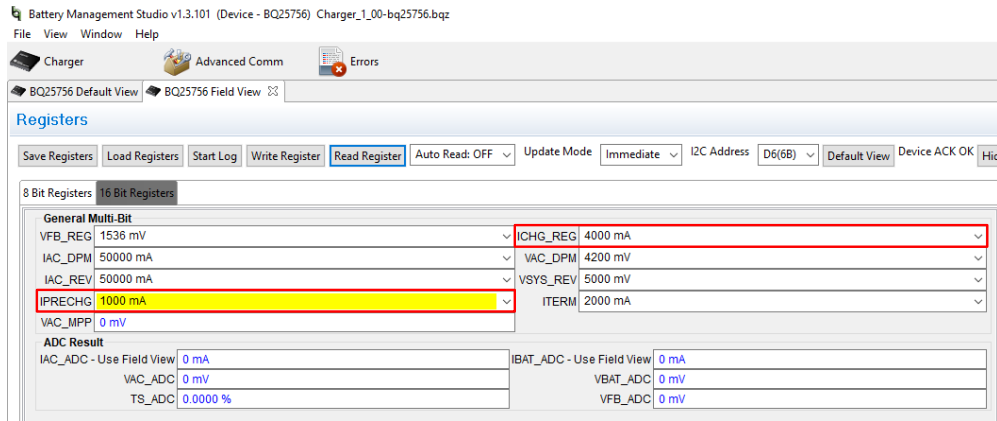 Battery Management Studio v1.3.101 (Device - BQ25756) Charger_1_00-bq25756.bqz
File View Window Help
Charger Advanced Comm Errors
BQ25756 Default View BQ25756 Field View
Registers
Save Registers Load Registers Start Log Write Register Read Register Auto Read: OFF Update Mode Immediate I2C Address D6(6B) Default View Device ACK OK
8 Bit Registers 16 Bit Registers
General Multi-Bit
VFB_REG 1536 mV ICHG_REG 4000 mA
IAC_DPM 50000 mA VAC_DPM 4200 mV
IAC_REV 50000 mA VSYS_REV 5000 mV
IPRECHG 1000 mA ITERM 2000 mA
VAC_MPP 0 mV
ADC Result
IAC_ADC - Use Field View 0 mA IBAT_ADC - Use Field View 0 mA
VAC_ADC 0 mV VBAT_ADC 0 mV
TS_ADC 0.0000 % VFB_ADC 0 mV